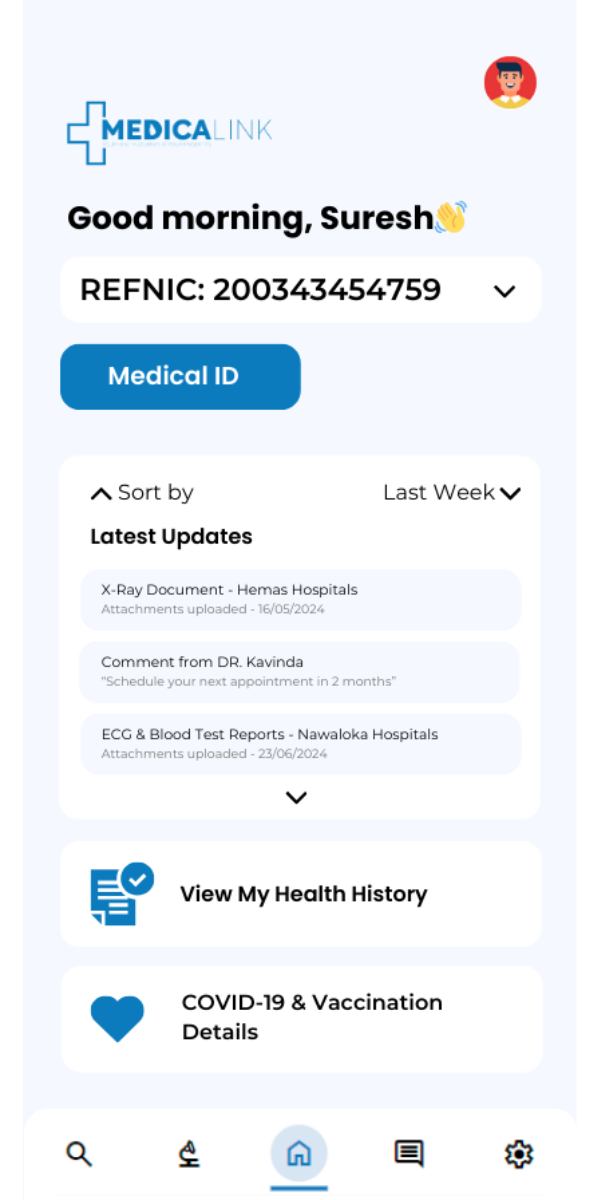 MEDICALINK
Good morning, Suresh👋
REFNIC: 200343454759
Medical ID
Sort by
Last Week
Latest Updates
X-Ray Document - Hemas Hospitals
Attachments uploaded - 16/05/2024
Comment from DR. Kavinda
"Schedule your next appointment in 2 months"
ECG & Blood Test Reports - Nawaloka Hospitals
Attachments uploaded - 23/06/2024
View My Health History
COVID-19 & Vaccination
Details